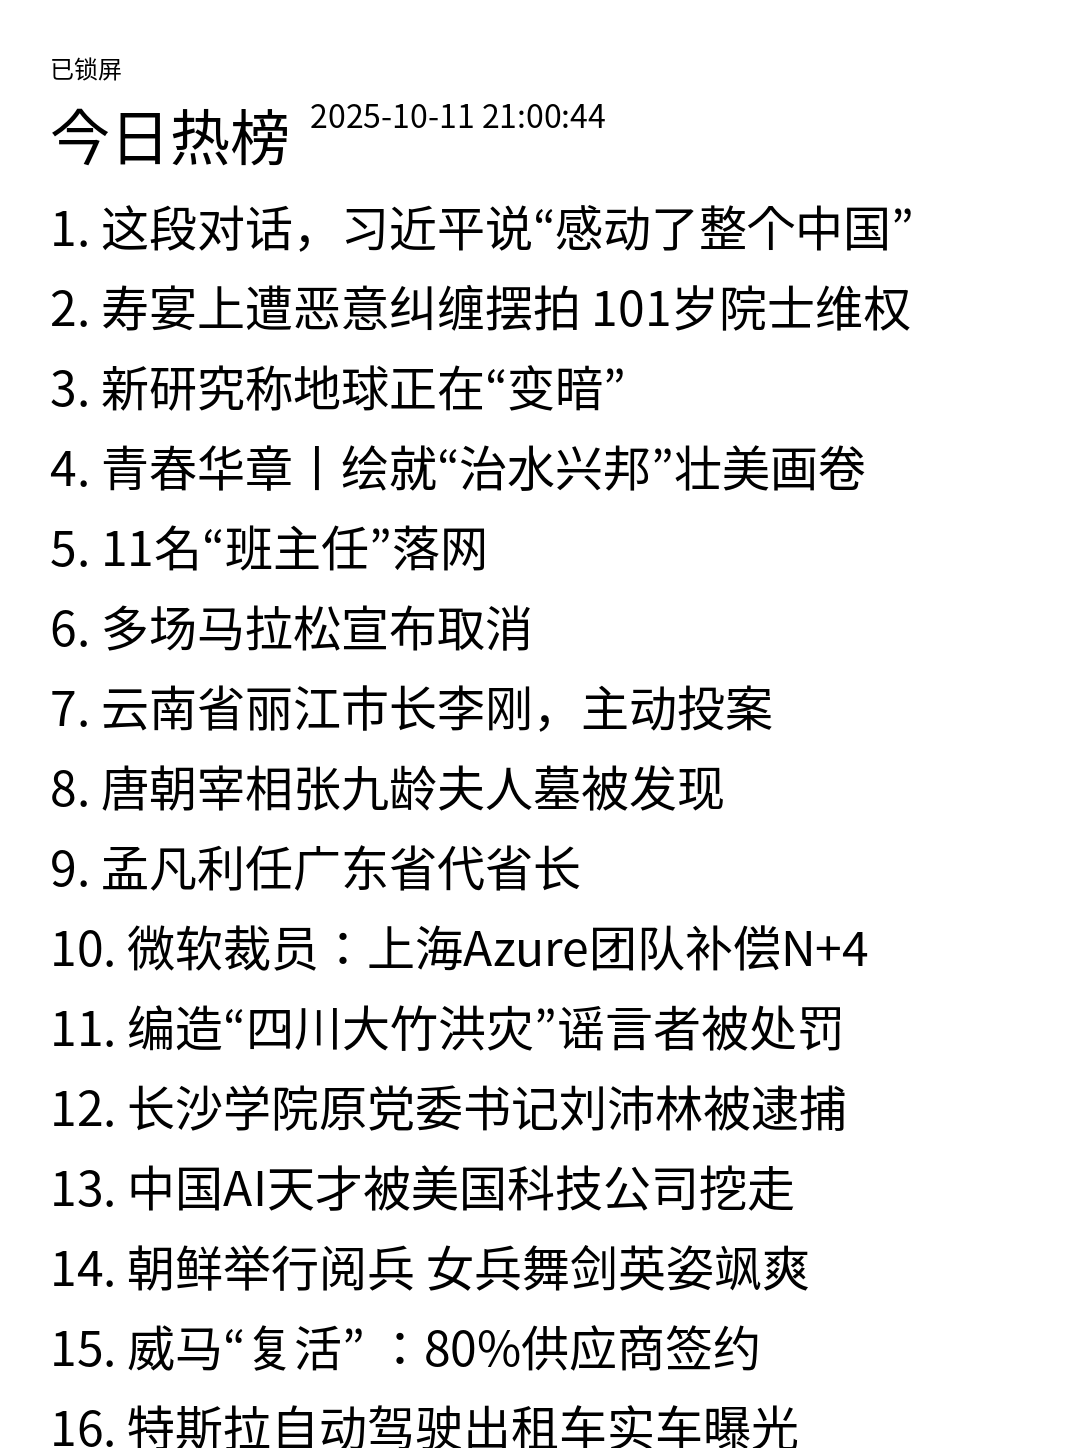 已锁屏
今日热榜 2025-10-11 21:00:44
1. 这段对话，习近平说“感动了整个中国”
2. 寿宴上遭恶意纠缠摆拍 101岁院士维权
3. 新研究称地球正在“变暗”
4. 青春华章丨绘就“治水兴邦”壮美画卷
5. 11名“班主任”落网
6. 多场马拉松宣布取消
7. 云南省丽江市长李刚，主动投案
8. 唐朝宰相张九龄夫人墓被发现
9. 孟凡利任广东省代省长
10. 微软裁员：上海Azure团队补偿N+4
11. 编造“四川大竹洪灾”谣言者被处罚
12. 长沙学院原党委书记刘沛林被逮捕
13. 中国AI天才被美国科技公司挖走
14. 朝鲜举行阅兵 女兵舞剑英姿飒爽
15. 威马“复活” ：80%供应商签约
16. 特斯拉自动驾驶出租车实车曝光